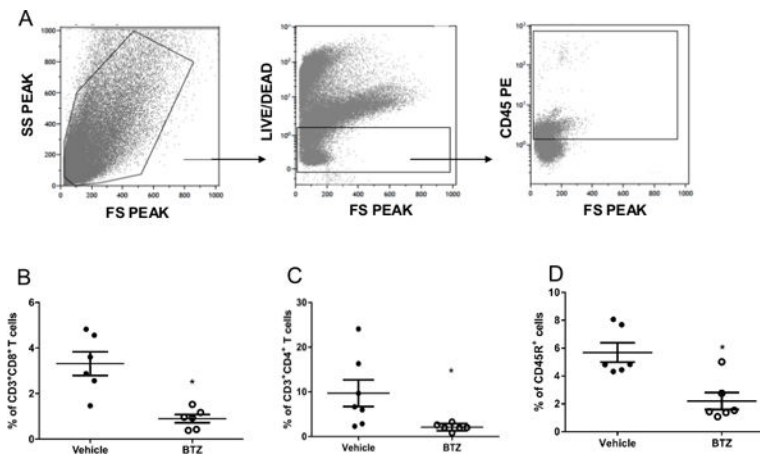 A
SS PEAK
1000
800
600
400
200
0
0 200 400 600 800 1000
FS PEAK
LIVE/DEAD
0 200 400 600 800 1000
FS PEAK
CD45 PE
0 200 400 600 800 1000
FS PEAK
B
% of CD3⁺CD8⁺ T cells
6
4
2
0
*
Vehicle BTZ
C
% of CD3⁺CD4⁺ T cells
30
20
10
0
*
Vehicle BTZ
D
% of CD45R⁺ cells
10
8
6
4
2
0
*
Vehicle BTZ